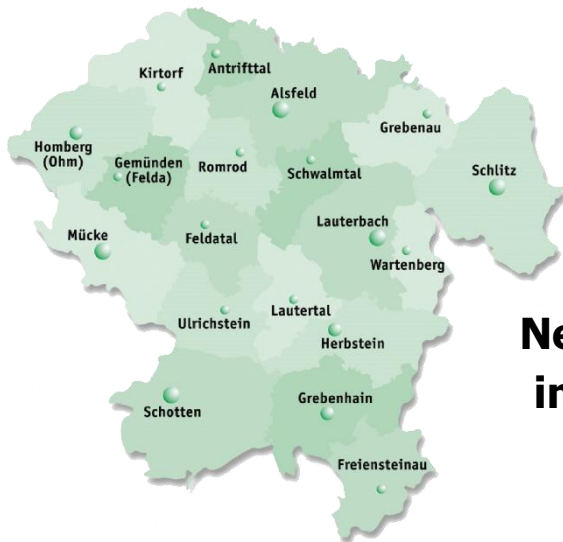 Antrifttal
Kirtorf
Alsfeld
Grebenau
Homberg
(Ohm)
Gemünden
(Felda)
Romrod
Schwalmtal
Schlitz
Mücke
Feldatal
Lauterbach
Wartenberg
Ulrichstein
Lautertal
Herbstein
Schotten
Grebenhain
Freiensteinau